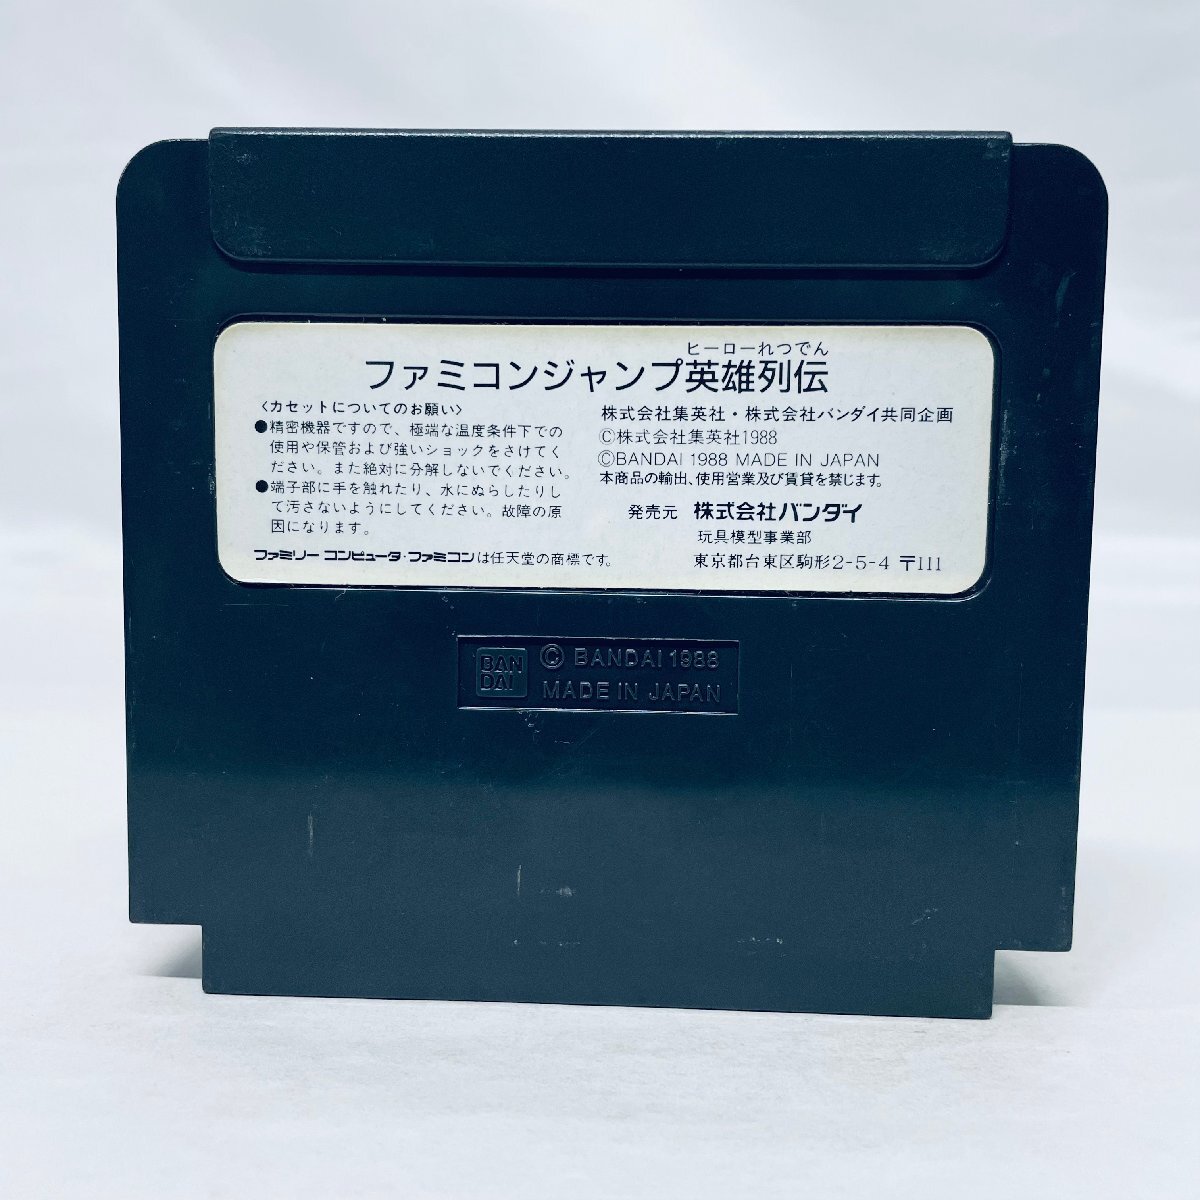 ヒーローれつでん
ファミコンジャンプ英雄列伝
〈カセットについてのお願い〉
●精密機器ですので、極端な温度条件下での
使用や保管および強いショックをさけてく
ださい。また絶対に分解しないでください。
●端子部に手を触れたり、水にぬらしたりし
て汚さないようにしてください。故障の原
因になります。
ファミリー コンピュータ・ファミコンは任天堂の商標です。
株式会社集英社・株式会社バンダイ共同企画
©株式会社集英社1988
©BANDAI 1988 MADE IN JAPAN
本商品の輸出、使用営業及び賃貸を禁じます。
発売元 株式会社バンダイ
玩具模型事業部
東京都台東区駒形2-5-4 〒111
BAN
DAI
© BANDAI 1988
MADE IN JAPAN